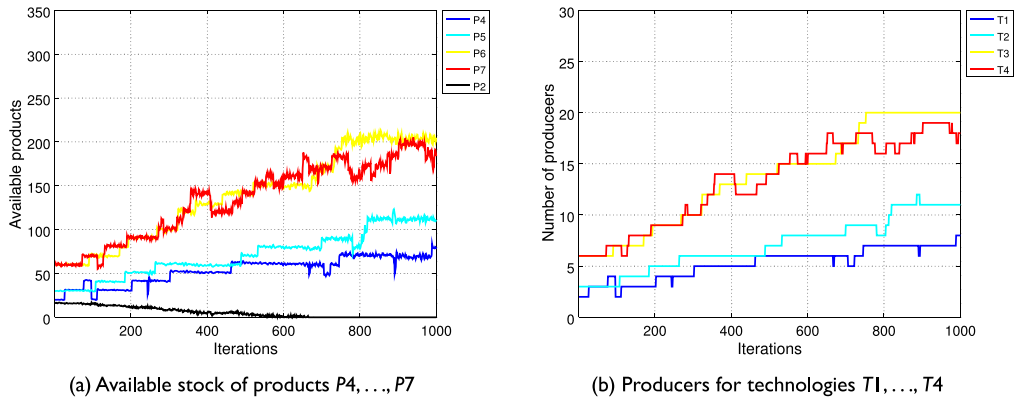 350
300
250
200
150
100
50
0
Available products
200
400
600
800
1000
Iterations
P4
P5
P6
P7
P2
(a) Available stock of products P4, . . ., P7
30
25
20
15
10
5
0
Number of produceers
200
400
600
800
1000
Iterations
T1
T2
T3
T4
(b) Producers for technologies T1, . . ., T4